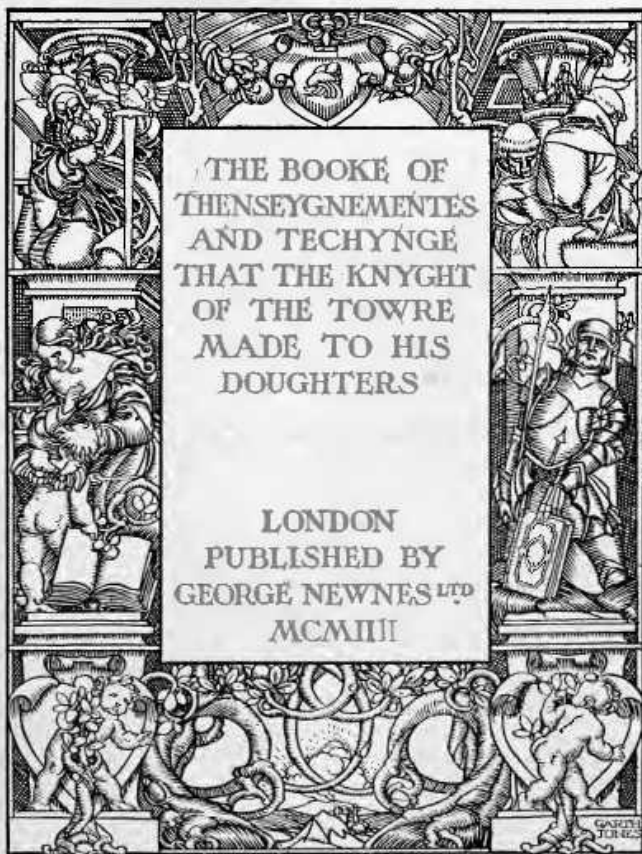 THE BOOKE OF
THENSEYGNEMENTES
AND TECHYNGE
THAT THE KNYGHT
OF THE TOWRE
MADE TO HIS
DOUGHTERS
LONDON
PUBLISHED BY
GEORGE NEWNES LTD
MCMIIII
GARTH
JONES